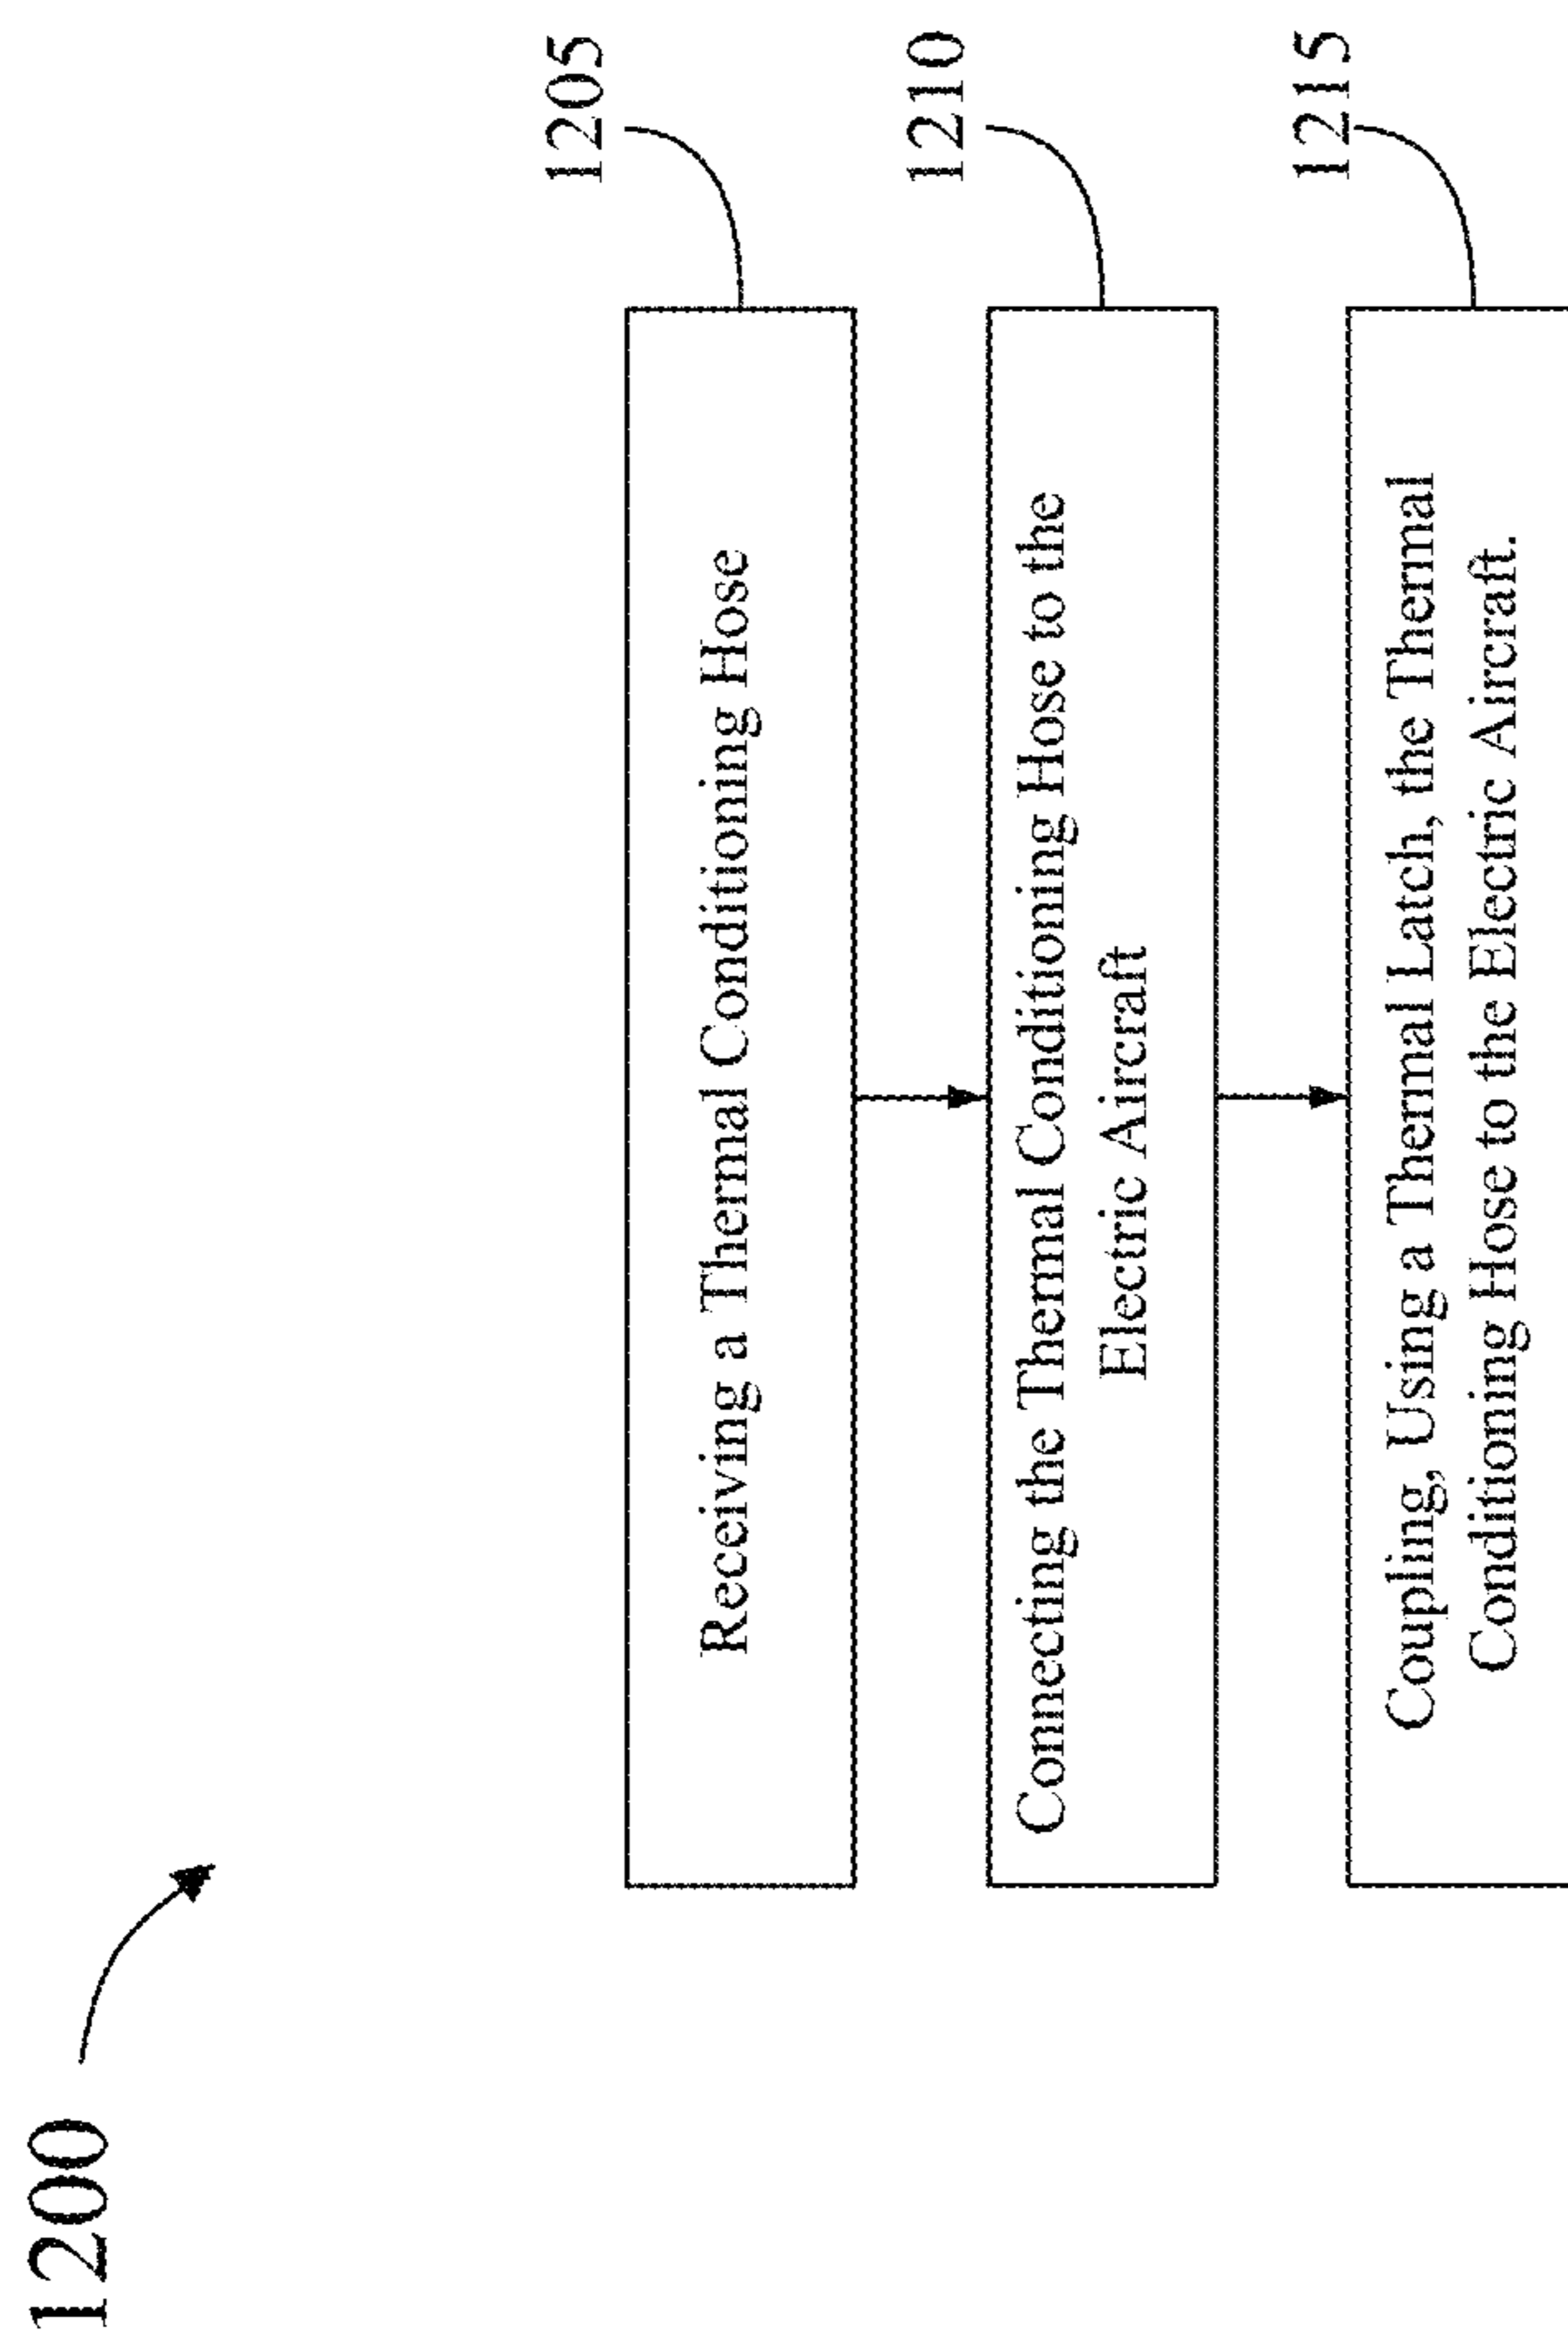 1200
Receiving a Thermal Conditioning Hose
1205
Connecting the Thermal Conditioning Hose to the
Electric Aircraft
1210
Coupling, Using a Thermal Latch, the Thermal
Conditioning Hose to the Electric Aircraft.
1215